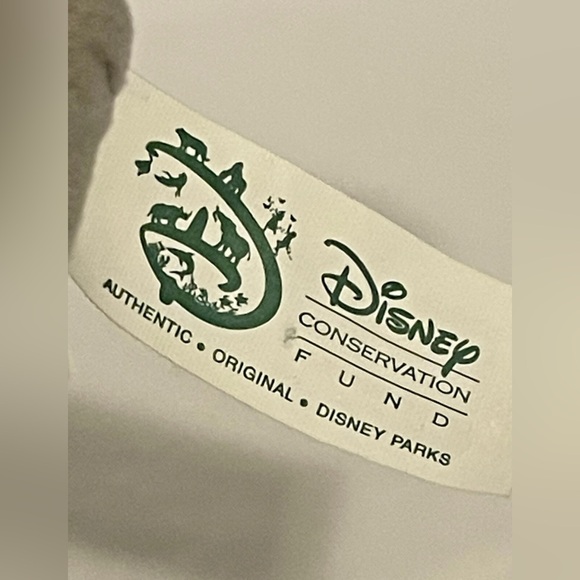 Disney
CONSERVATION
FUND
AUTHENTIC • ORIGINAL • DISNEY PARKS